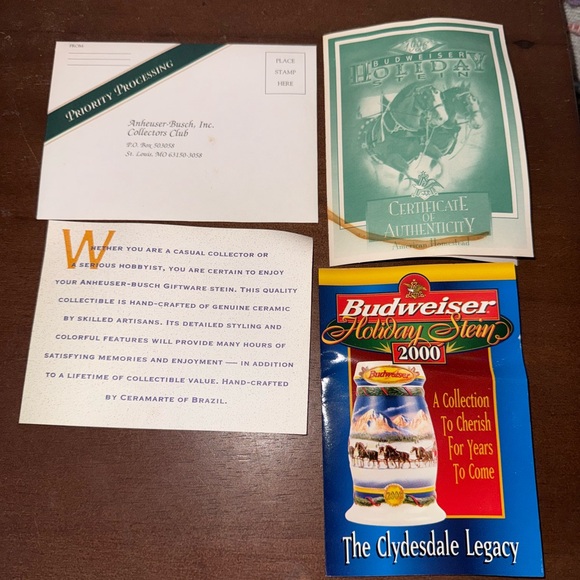 FROM
PLACE
STAMP
HERE
PRIORITY PROCESSING
Anheuser-Busch, Inc.
Collectors Club
P.O. Box 503058
St. Louis, MO 63150-3058
BUDWEISER
HOLIDAY
STEIN
CERTIFICATE
OF
AUTHENTICITY
American Homestead
WHETHER YOU ARE A CASUAL COLLECTOR OR
A SERIOUS HOBBYIST, YOU ARE CERTAIN TO ENJOY
YOUR ANHEUSER-BUSCH GIFTWARE STEIN. THIS QUALITY
COLLECTIBLE IS HAND-CRAFTED OF GENUINE CERAMIC
BY SKILLED ARTISANS. ITS DETAILED STYLING AND
COLORFUL FEATURES WILL PROVIDE MANY HOURS OF
SATISFYING MEMORIES AND ENJOYMENT — IN ADDITION
TO A LIFETIME OF COLLECTIBLE VALUE. HAND-CRAFTED
BY CERAMARTE OF BRAZIL.
Budweiser
Holiday Stein
2000
Budweiser
2000
A Collection
To Cherish
For Years
To Come
The Clydesdale Legacy